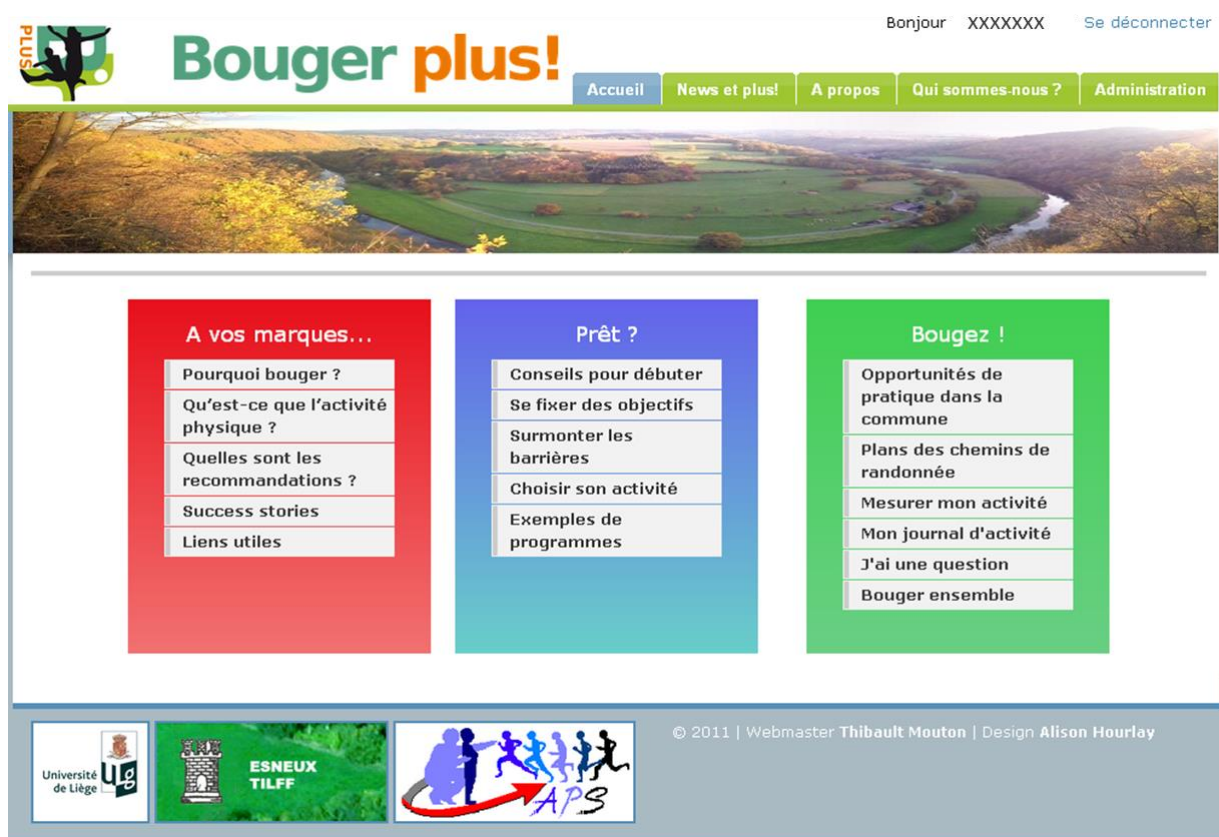 Bonjour XXXXXXX Se déconnecter
PLUS
Bouger plus!
Accueil News et plus! A propos Qui sommes-nous ? Administration
A vos marques...
Pourquoi bouger ?
Qu’est-ce que l’activité
physique ?
Quelles sont les
recommandations ?
Success stories
Liens utiles
Prêt ?
Conseils pour débuter
Se fixer des objectifs
Surmonter les
barrières
Choisir son activité
Exemples de
programmes
Bougez !
Opportunités de
pratique dans la
commune
Plans des chemins de
randonnée
Mesurer mon activité
Mon journal d'activité
J'ai une question
Bouger ensemble
Université
de Liège
ulg
ESNEUX
TILFF
APS
© 2011 | Webmaster Thibault Mouton | Design Alison Hourlay